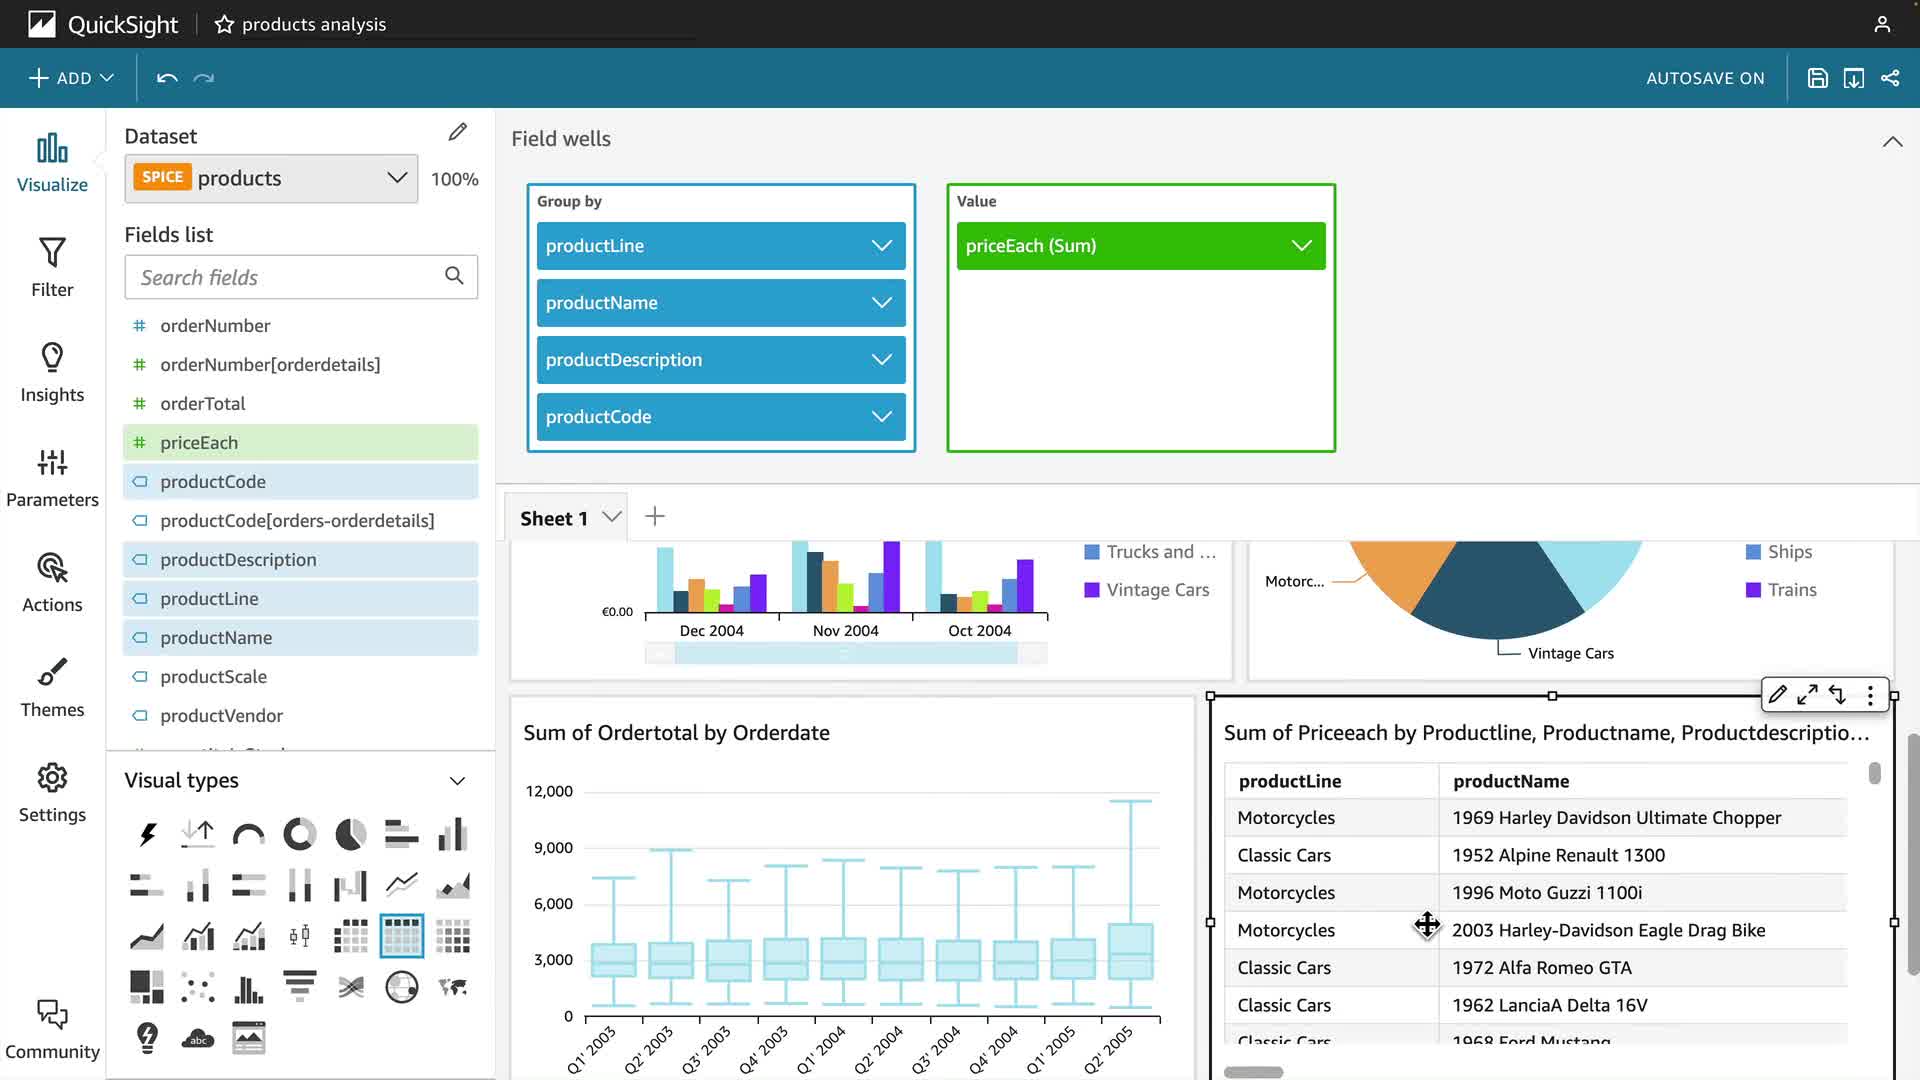 QuickSight
products analysis
ADD
AUTOSAVE ON
Visualize
Filter
Insights
Parameters
Actions
Themes
Settings
Community
Dataset
SPICE products
100%
Fields list
Search fields
# orderNumber
# orderNumber[orderdetails]
# orderTotal
# priceEach
productCode
productCode[orders-orderdetails]
productDescription
productLine
productName
productScale
productVendor
Visual types
abc
Field wells
Group by
productLine
productName
productDescription
productCode
Value
priceEach (Sum)
Sheet 1
€0.00
Dec 2004
Nov 2004
Oct 2004
Trucks and ...
Vintage Cars
Motorc...
Vintage Cars
Ships
Trains
Sum of Ordertotal by Orderdate
12,000
9,000
6,000
3,000
0
Q1' 2003
Q2' 2003
Q3' 2003
Q4' 2003
Q1' 2004
Q2' 2004
Q3' 2004
Q4' 2004
Q1' 2005
Q2' 2005
Sum of Priceeach by Productline, Productname, Productdescriptio...
productLine productName
Motorcycles 1969 Harley Davidson Ultimate Chopper
Classic Cars 1952 Alpine Renault 1300
Motorcycles 1996 Moto Guzzi 1100i
Motorcycles 2003 Harley-Davidson Eagle Drag Bike
Classic Cars 1972 Alfa Romeo GTA
Classic Cars 1962 LanciaA Delta 16V
Classic Cars 1968 Ford Mustang